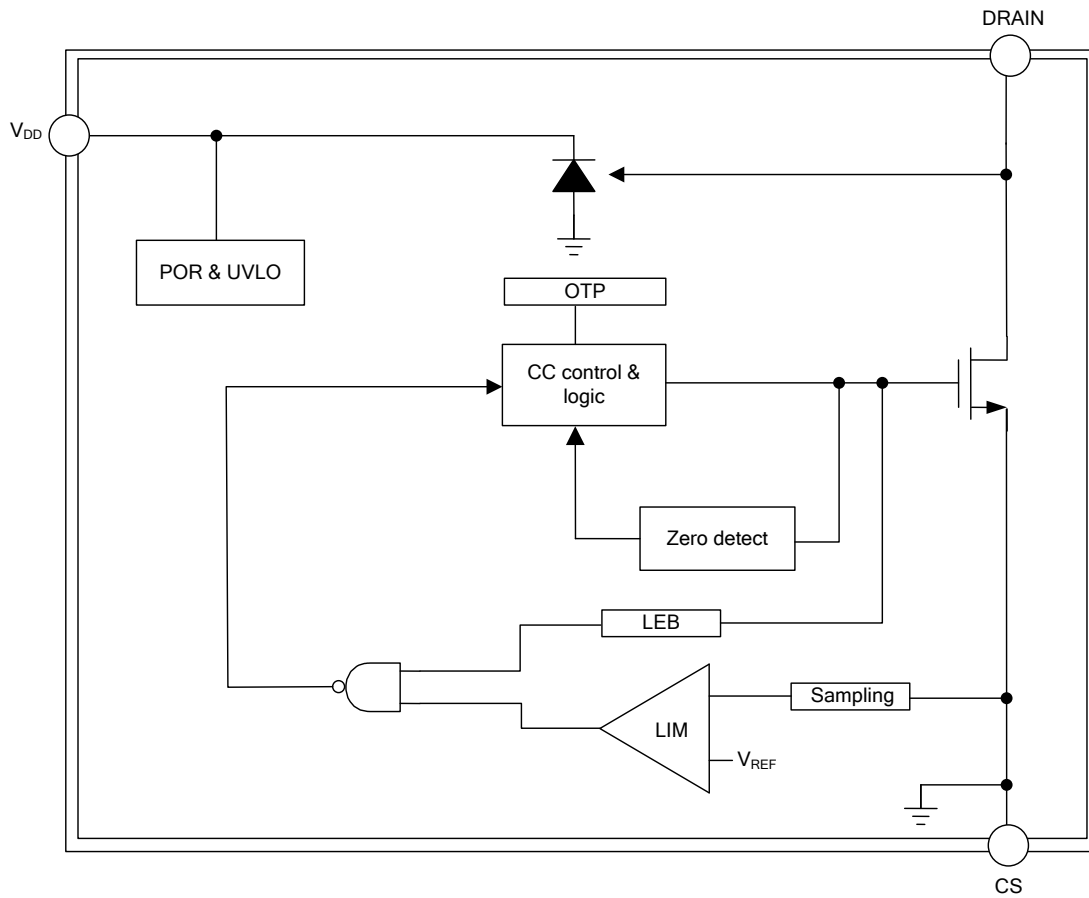 DRAIN
VDD
POR & UVLO
OTP
CC control &
logic
Zero detect
LEB
Sampling
LIM
VREF
CS